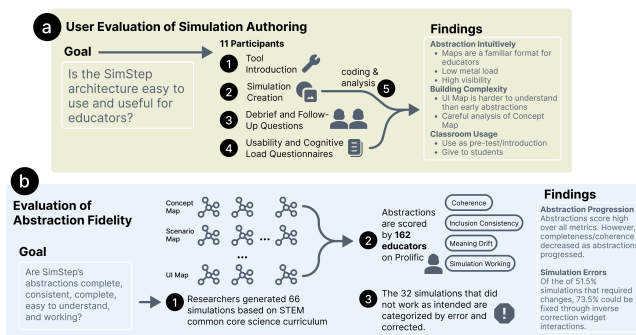 a User Evaluation of Simulation Authoring
Goal
Is the SimStep
architecture easy to
use and useful for
educators?
11 Participants
1 Tool
Introduction
2 Simulation
Creation
3 Debrief and Follow-
Up Questions
4 Usability and Cognitive
Load Questionnaires
coding &
analysis 5
Findings
Abstraction Intuitively
• Maps are a familiar format for
educators
• Low metal load
• High visibility
Building Complexity
• UI Map is harder to understand
than early abstractions
• Careful analysis of Concept
Map
Classroom Usage
• Use as pre-test/introduction
• Give to students
b
Evaluation of
Abstraction Fidelity
Goal
Are SimStep's
abstractions complete,
consistent, complete,
easy to understand,
and working?
Concept
Map
Scenario
Map
...
...
UI Map
1 Researchers generated 66
simulations based on STEM
common core science curriculum
2 Abstractions
are scored
by 162
educators
on Prolific
Coherence
Inclusion Consistency
Meaning Drift
Simulation Working
3 The 32 simulations that did
not work as intended are
categorized by error and
corrected.
Findings
Abstraction Progression
Abstractions score high
over all metrics. However,
completeness/coherence
decreased as abstractions
progressed.
Simulation Errors
Of the of 51.5%
simulations that required
changes, 73.5% could be
fixed through inverse
correction widget
interactions.